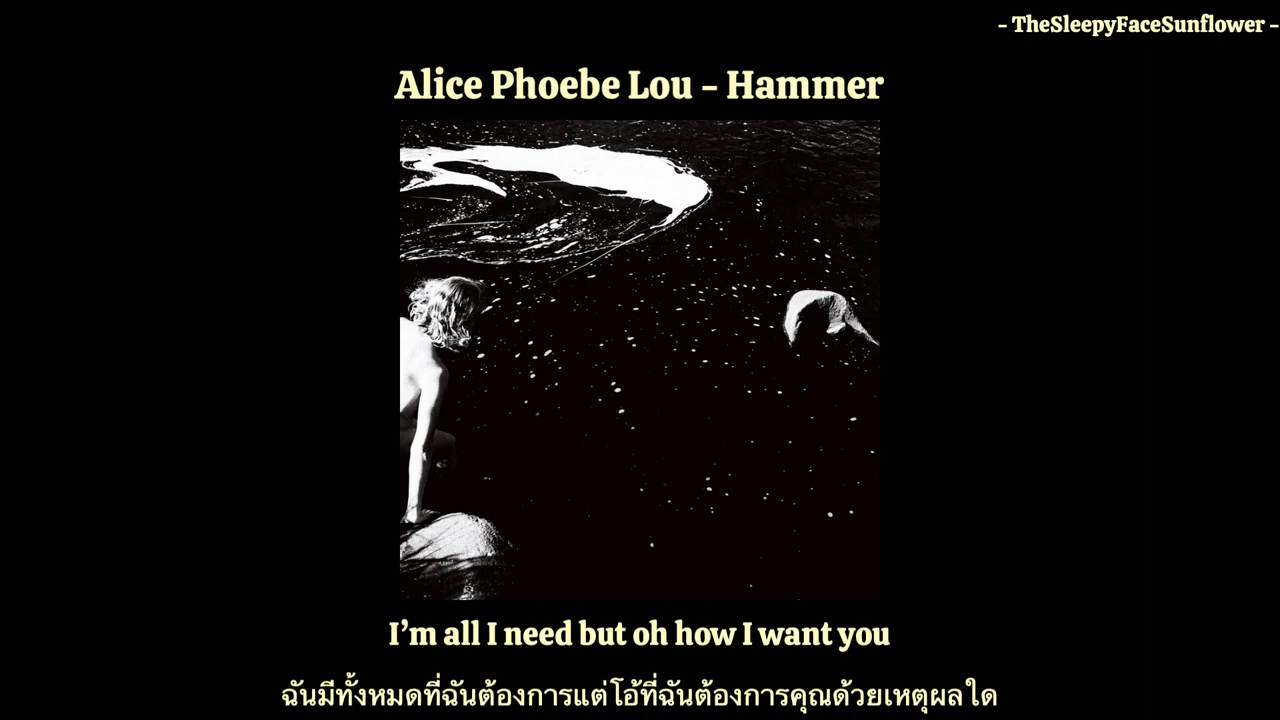 - TheSleepyFaceSunflower -
Alice Phoebe Lou - Hammer
I'm all I need but oh how I want you
ฉันมีทั้งหมดที่ฉันต้องการแต่โอ้ที่ฉันต้องการคุณด้วยเหตุผลใด